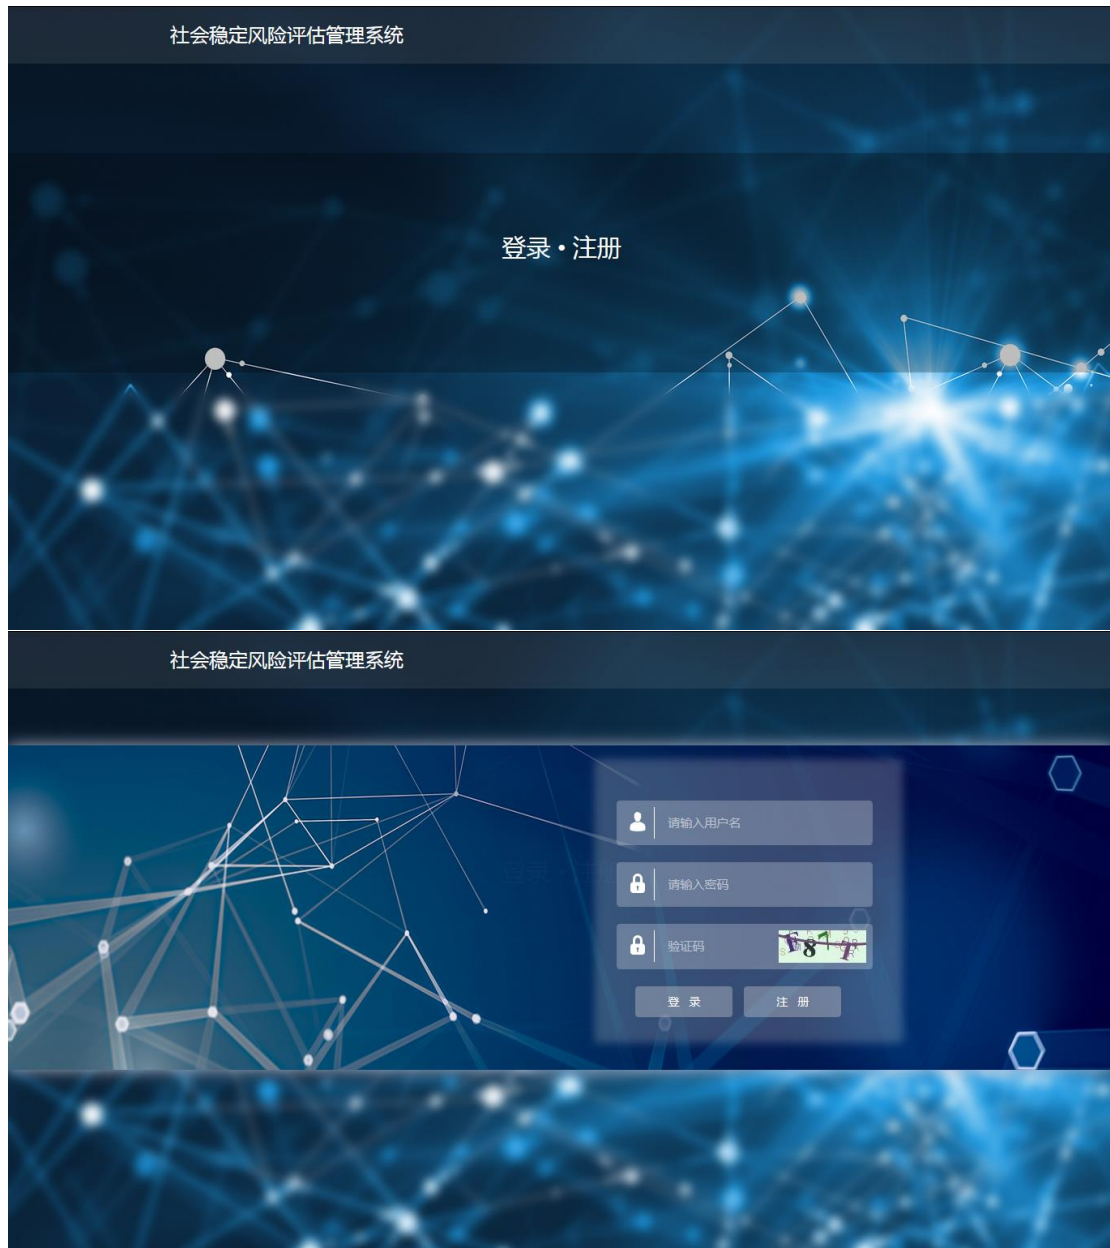 社会稳定风险评估管理系统
登录·注册
社会稳定风险评估管理系统
请输入用户名
请输入密码
验证码
登 录 注 册